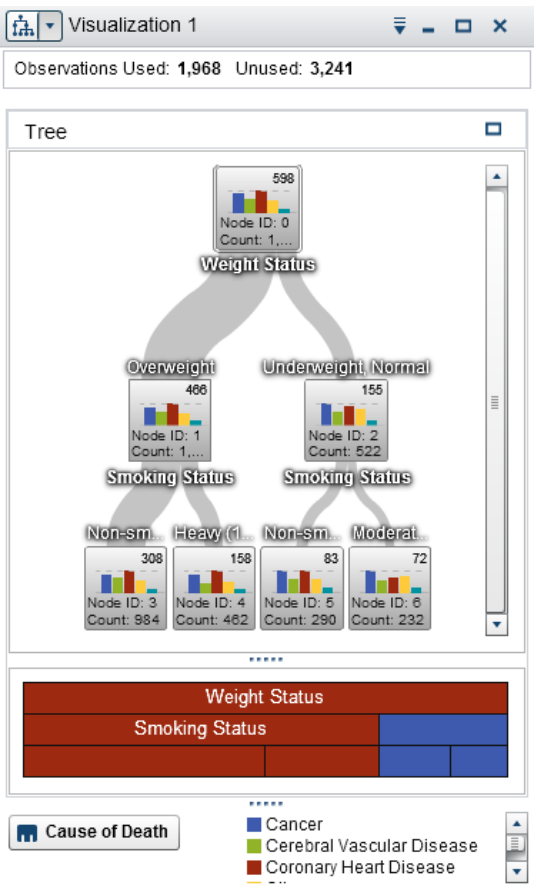 Visualization 1
Observations Used: 1,968 Unused: 3,241
Tree
598
Node ID: 0
Count: 1,...
Weight Status
Overweight Underweight, Normal
466 155
Node ID: 1 Node ID: 2
Count: 1,... Count: 522
Smoking Status Smoking Status
Non-sm... Heavy (1... Non-sm... Moderat...
308 158 83 72
Node ID: 3 Node ID: 4 Node ID: 5 Node ID: 6
Count: 984 Count: 462 Count: 290 Count: 232
Weight Status
Smoking Status
Cause of Death
Cancer
Cerebral Vascular Disease
Coronary Heart Disease